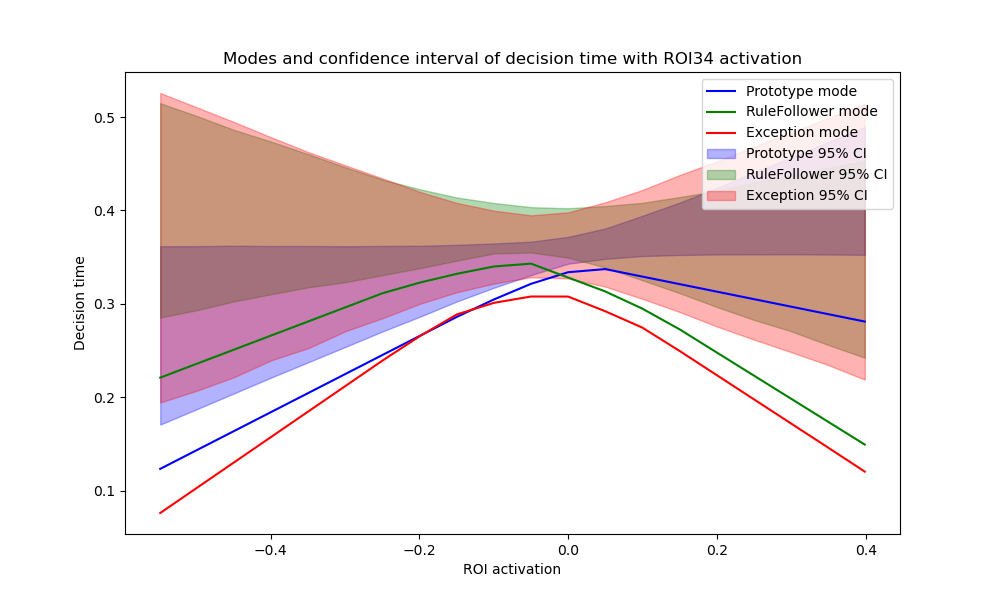 Modes and confidence interval of decision time with ROI34 activation
Prototype mode
RuleFollower mode
Exception mode
Prototype 95% CI
RuleFollower 95% CI
Exception 95% CI
Decision time
0.5
0.4
0.3
0.2
0.1
−0.4
−0.2
0.0
0.2
0.4
ROI activation